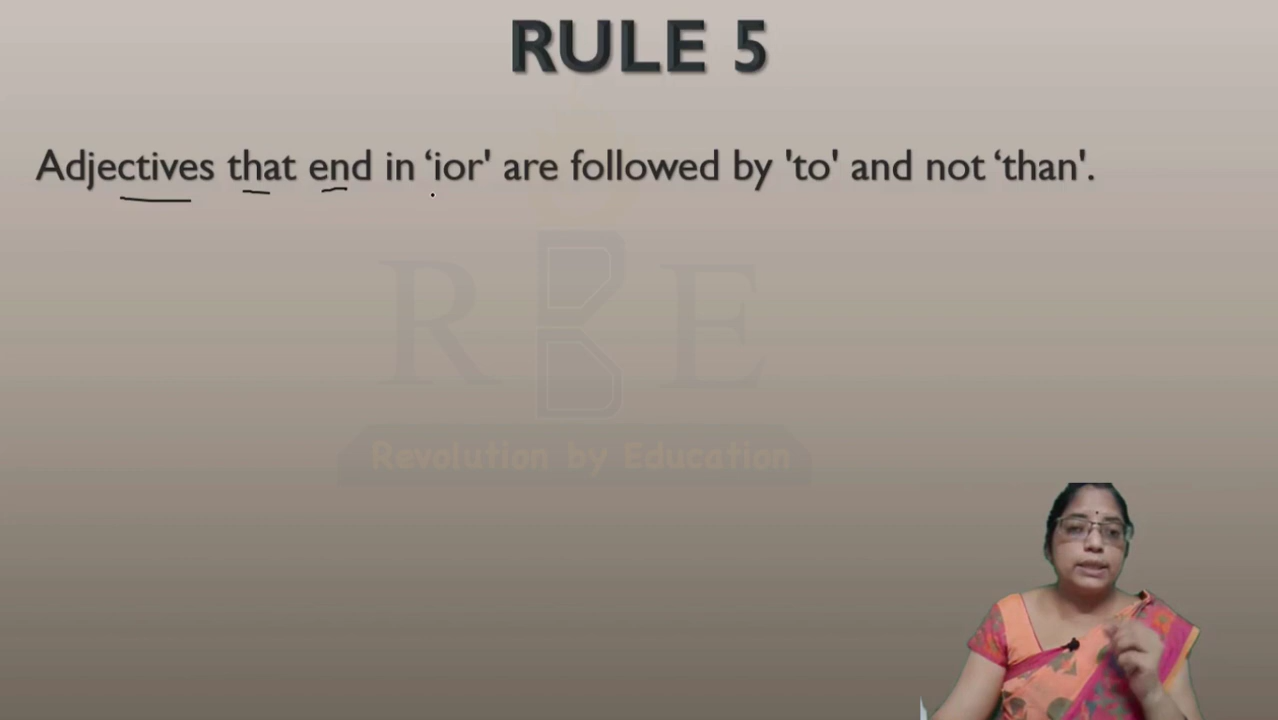 RULE 5
Adjectives that end in ‘ior' are followed by 'to' and not ‘than'.
R B E
Revolution by Education